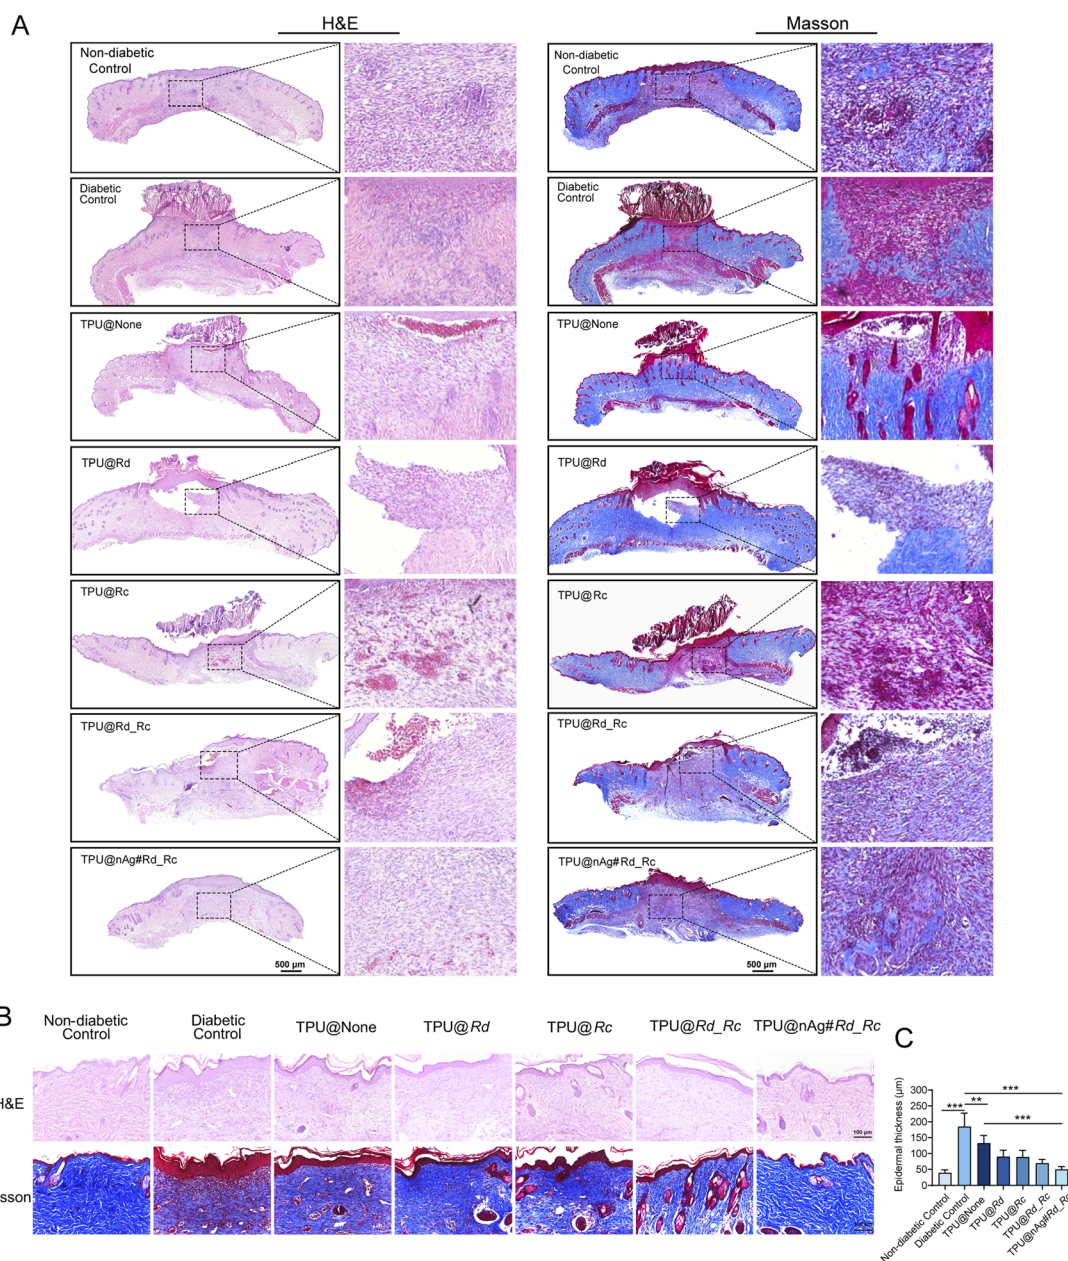 A
H&E
Masson
Non-diabetic
Control
Non-diabetic
Control
Diabetic
Control
Diabetic
Control
TPU@None
TPU@None
TPU@Rd
TPU@Rd
TPU@Rc
TPU@Rc
TPU@Rd_Rc
TPU@Rd_Rc
TPU@nAg#Rd_Rc
TPU@nAg#Rd_Rc
500 µm
500 µm
B
Non-diabetic
Control
Diabetic
Control
TPU@None
TPU@Rd
TPU@Rc
TPU@Rd_Rc
TPU@nAg#Rd_Rc
H&E
100 µm
asson
C
Epidermal thickness (µm)
300
250
200
150
100
50
0
***
**
***
***
Non-diabetic Control
Diabetic Control
TPU@None
TPU@Rd
TPU@Rc
TPU@Rd_Rc
TPU@nAg#Rd_Rc